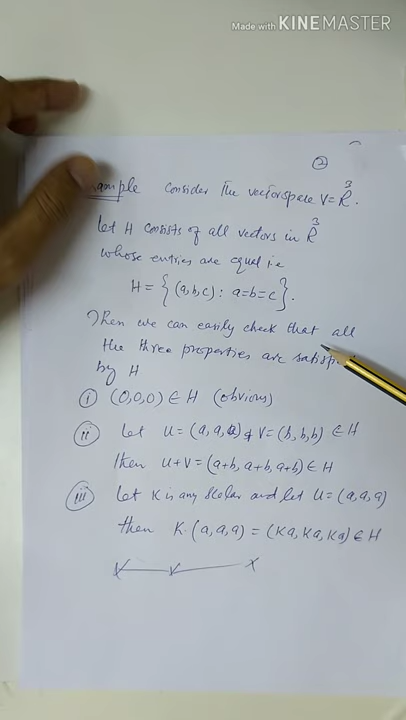 Made with KINEMASTER
②
ample consider The vectorspace V=R³.
let H consists of all vectors in R³
whose entries are equal i.e
H = {(a,b,c): a=b=c}.
Then we can easily check that all
the three properties are satisf
by H
(i) (0,0,0) ∈ H (obvious)
(ii) let u = (a,a,a) & v = (b,b,b) ∈ H
then u+v = (a+b, a+b, a+b) ∈ H
(iii) let K is any scalar and let u = (a,a,a)
then K.(a,a,a) = (Ka, Ka, Ka) ∈ H